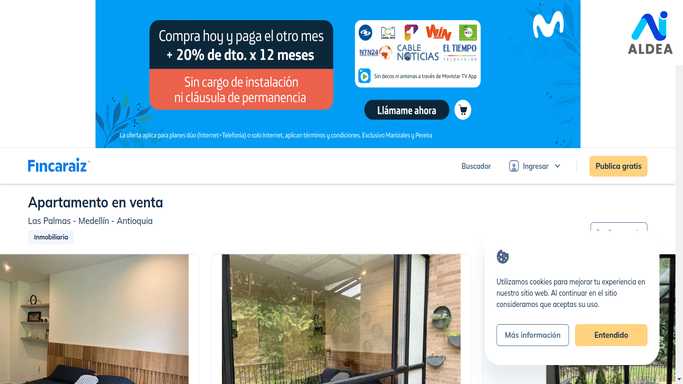 Compra hoy y paga el otro mes
+ 20% de dto. x 12 meses
Sin cargo de instalación
ni cláusula de permanencia
WIN
NTN24
CABLE NOTICIAS
EL TIEMPO
TELEVISIÓN
Sin decos ni antenas a través de Movistar TV App
Llámame ahora
La oferta aplica para planes dúo (Internet+Telefonía) o solo Internet, aplican términos y condiciones. Exclusivo Manizales y Pereira
ALDEA
Fincaraiz
Buscador
Ingresar
Publica gratis
Apartamento en venta
Las Palmas - Medellín - Antioquia
Inmobiliaria
Utilizamos cookies para mejorar tu experiencia en
nuestro sitio web. Al continuar en el sitio
consideramos que aceptas su uso.
Más información
Entendido